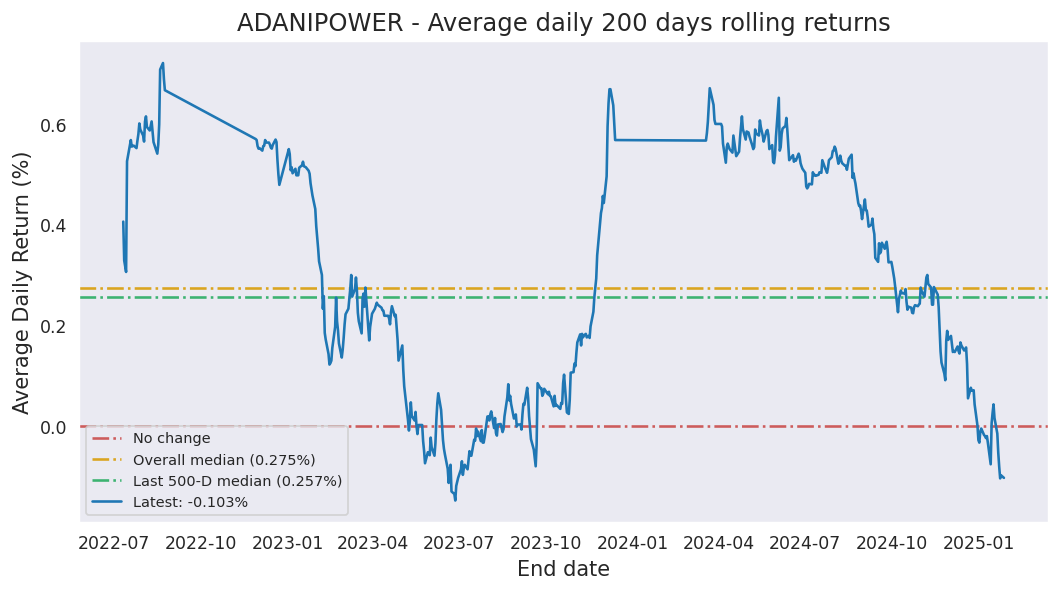 ADANIPOWER - Average daily 200 days rolling returns
Average Daily Return (%)
0.6
0.4
0.2
0.0
No change
Overall median (0.275%)
Last 500-D median (0.257%)
Latest: -0.103%
2022-07 2022-10 2023-01 2023-04 2023-07 2023-10 2024-01 2024-04 2024-07 2024-10 2025-01
End date